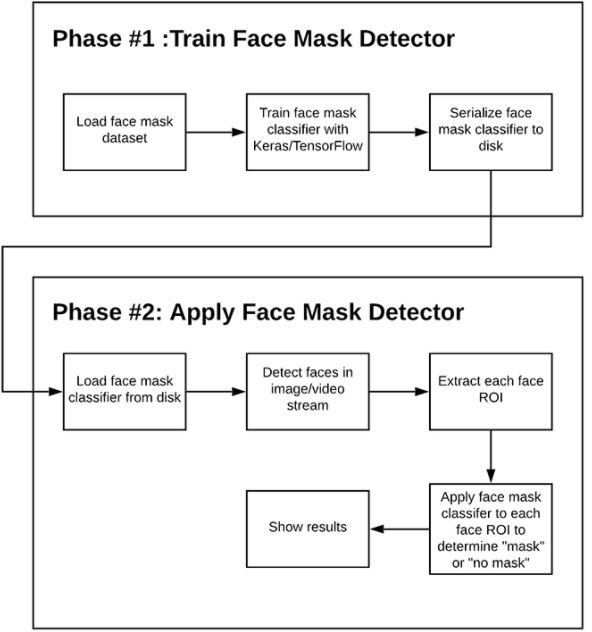 Phase #1 :Train Face Mask Detector
Load face mask
dataset
Train face mask
classifier with
Keras/TensorFlow
Serialize face
mask classifier to
disk
Phase #2: Apply Face Mask Detector
Load face mask
classifier from disk
Detect faces in
image/video
stream
Extract each face
ROI
Apply face mask
classifer to each
face ROI to
determine "mask"
or "no mask"
Show results